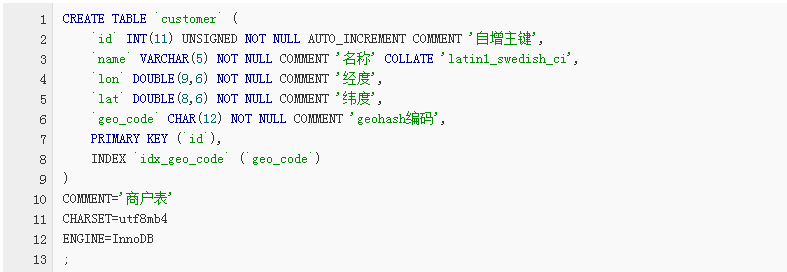 1 CREATE TABLE `customer` (
2 `id` INT(11) UNSIGNED NOT NULL AUTO_INCREMENT COMMENT '自增主键',
3 `name` VARCHAR(5) NOT NULL COMMENT '名称' COLLATE 'latin1_swedish_ci',
4 `lon` DOUBLE(9,6) NOT NULL COMMENT '经度',
5 `lat` DOUBLE(8,6) NOT NULL COMMENT '纬度',
6 `geo_code` CHAR(12) NOT NULL COMMENT 'geohash编码',
7 PRIMARY KEY (`id`),
8 INDEX `idx_geo_code` (`geo_code`)
9 )
10 COMMENT='商户表'
11 CHARSET=utf8mb4
12 ENGINE=InnoDB
13 ;